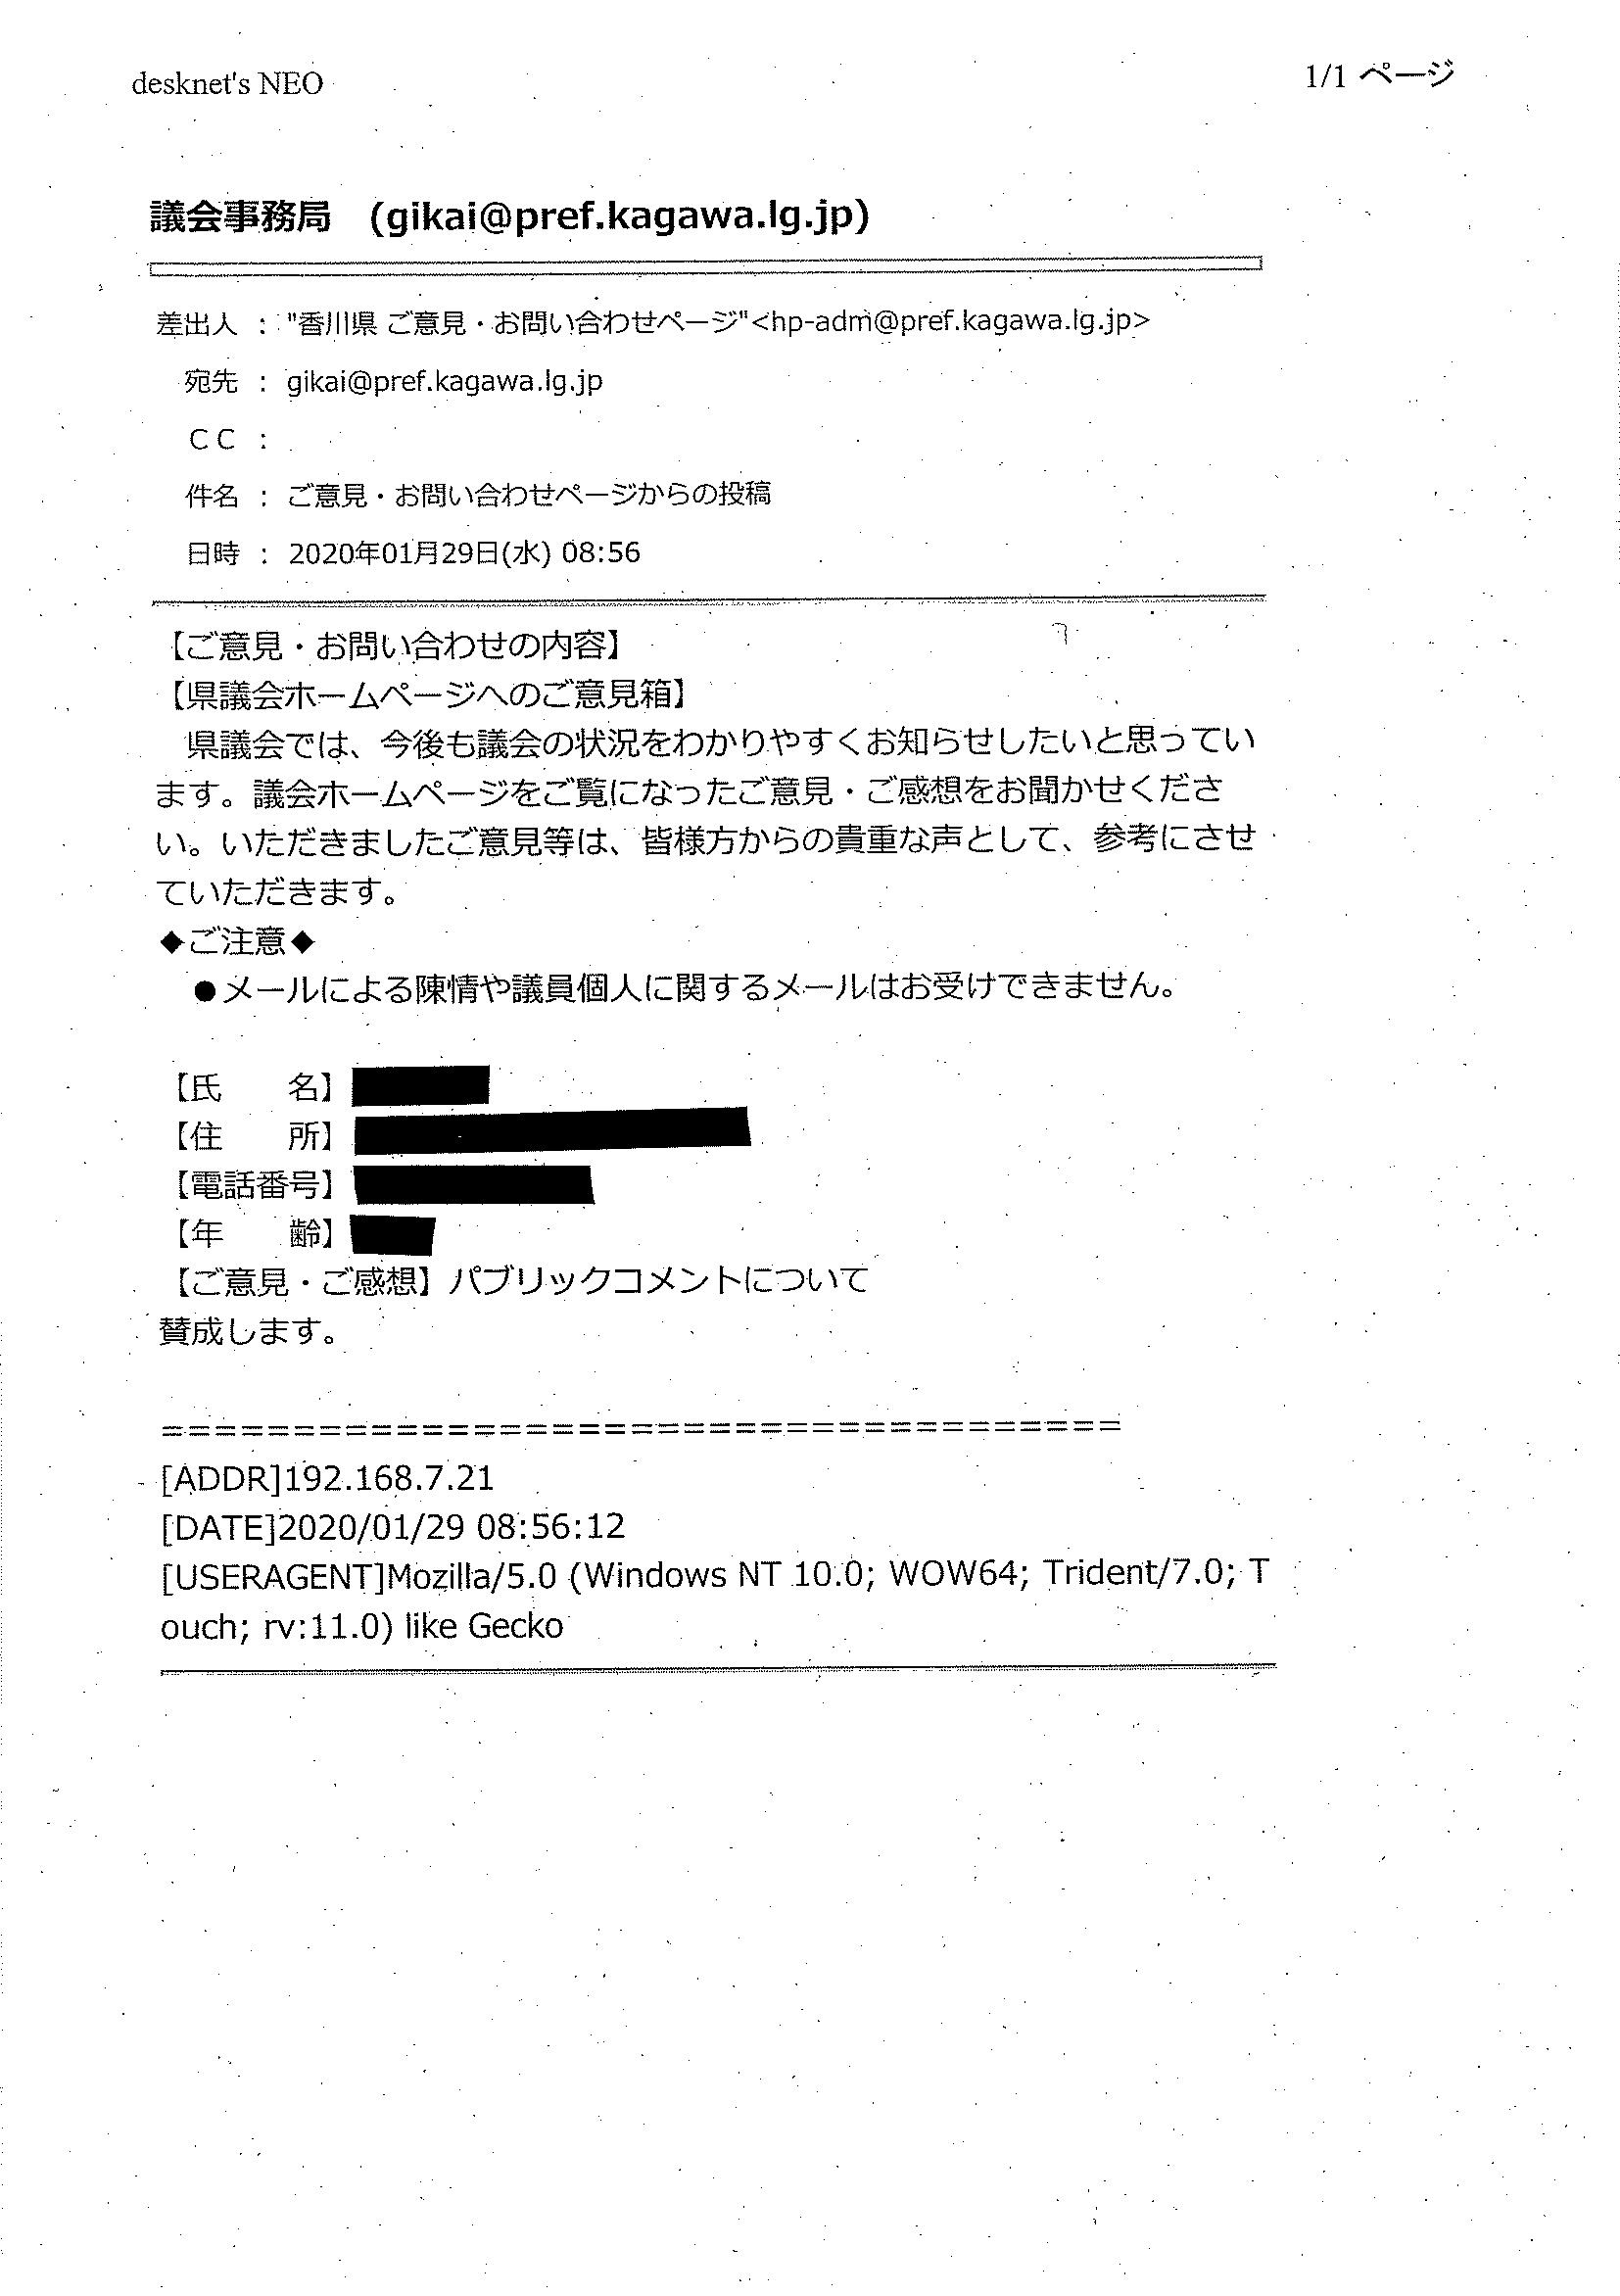 desknet's NEO
1/1 ページ
議会事務局　(gikai@pref.kagawa.lg.jp)
差出人 : "香川県 ご意見・お問い合わせページ"<hp-adm@pref.kagawa.lg.jp>
宛先 : gikai@pref.kagawa.lg.jp
ＣＣ :
件名 : ご意見・お問い合わせページからの投稿
日時 : 2020年01月29日(水) 08:56
【ご意見・お問い合わせの内容】
【県議会ホームページへのご意見箱】
県議会では、今後も議会の状況をわかりやすくお知らせしたいと思ってい
ます。議会ホームページをご覧になったご意見・ご感想をお聞かせくださ
い。いただきましたご意見等は、皆様方からの貴重な声として、参考にさせ
ていただきます。
◆ご注意◆
●メールによる陳情や議員個人に関するメールはお受けできません。
【氏　　名】
【住　　所】
【電話番号】
【年　　齢】
【ご意見・ご感想】パブリックコメントについて
賛成します。
=====================================
[ADDR]192.168.7.21
[DATE]2020/01/29 08:56:12
[USERAGENT]Mozilla/5.0 (Windows NT 10.0; WOW64; Trident/7.0; T
ouch; rv:11.0) like Gecko